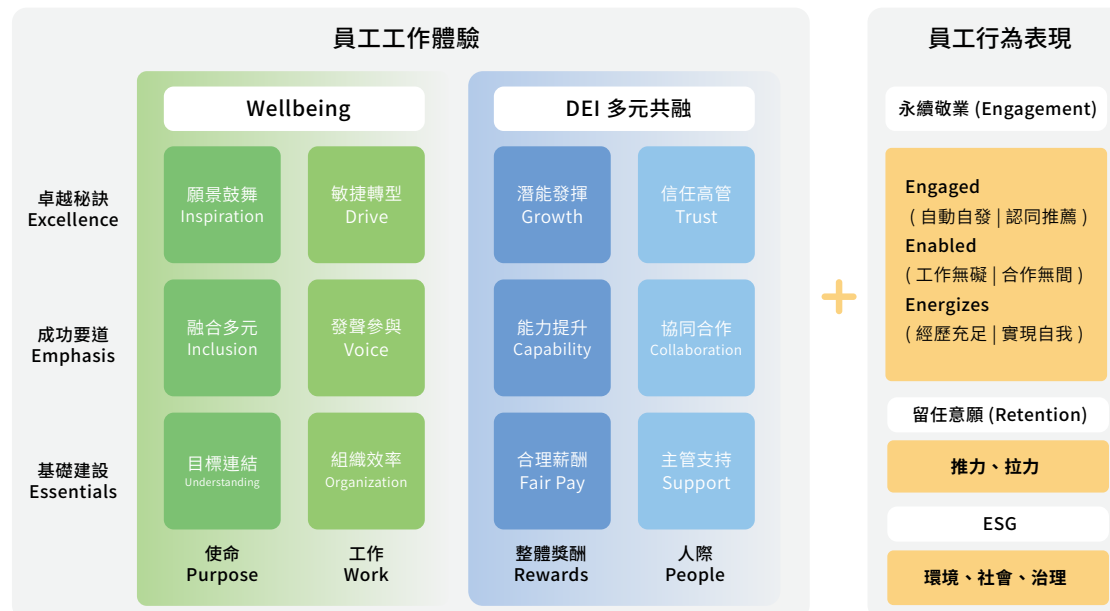 員工工作體驗
Wellbeing
DEI 多元共融
卓越秘訣
Excellence
願景鼓舞
Inspiration
敏捷轉型
Drive
潛能發揮
Growth
信任高管
Trust
成功要道
Emphasis
融合多元
Inclusion
發聲參與
Voice
能力提升
Capability
協同合作
Collaboration
基礎建設
Essentials
目標連結
Understanding
組織效率
Organization
合理薪酬
Fair Pay
主管支持
Support
使命
Purpose
工作
Work
整體獎酬
Rewards
人際
People
+
員工行為表現
永續敬業 (Engagement)
Engaged
( 自動自發 | 認同推薦 )
Enabled
( 工作無礙 | 合作無間 )
Energizes
( 經歷充足 | 實現自我 )
留任意願 (Retention)
推力、拉力
ESG
環境、社會、治理